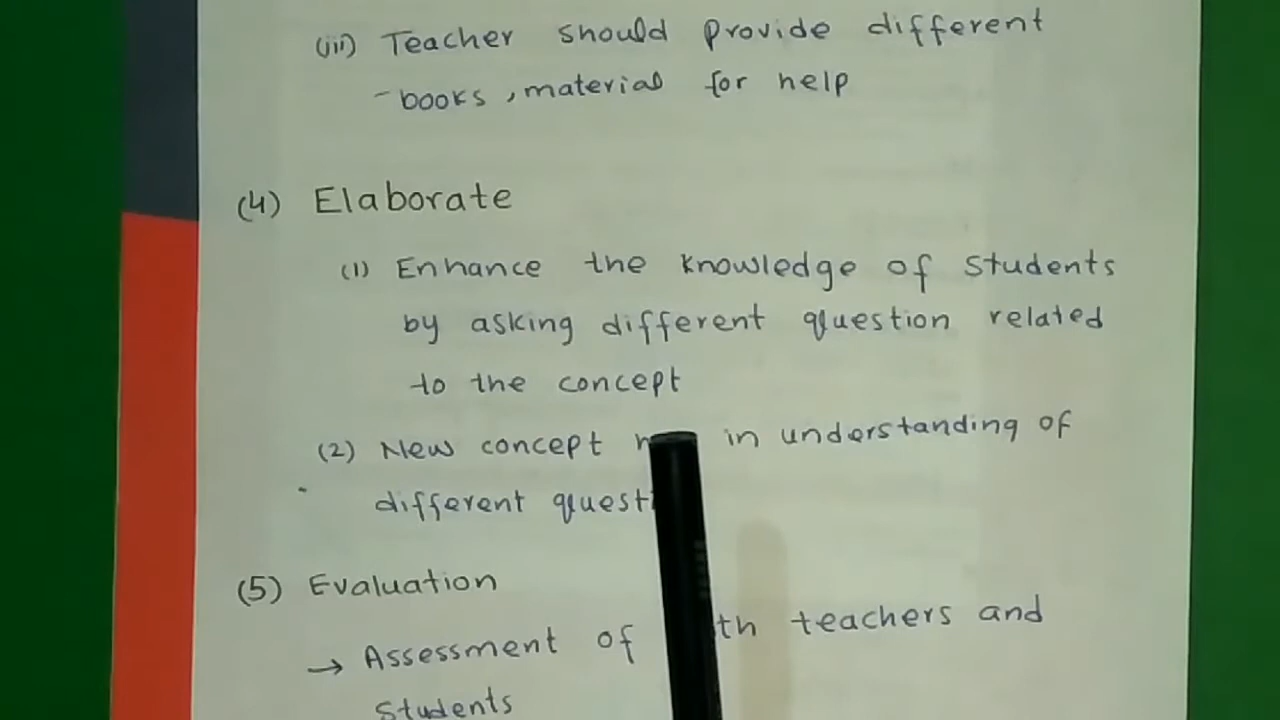 (iii) Teacher should provide different
- books, material for help
(4) Elaborate
(1) Enhance the knowledge of students
by asking different question related
to the concept
(2) New concept in understanding of
different
(5) Evaluation
→ Assessment of teachers and
students